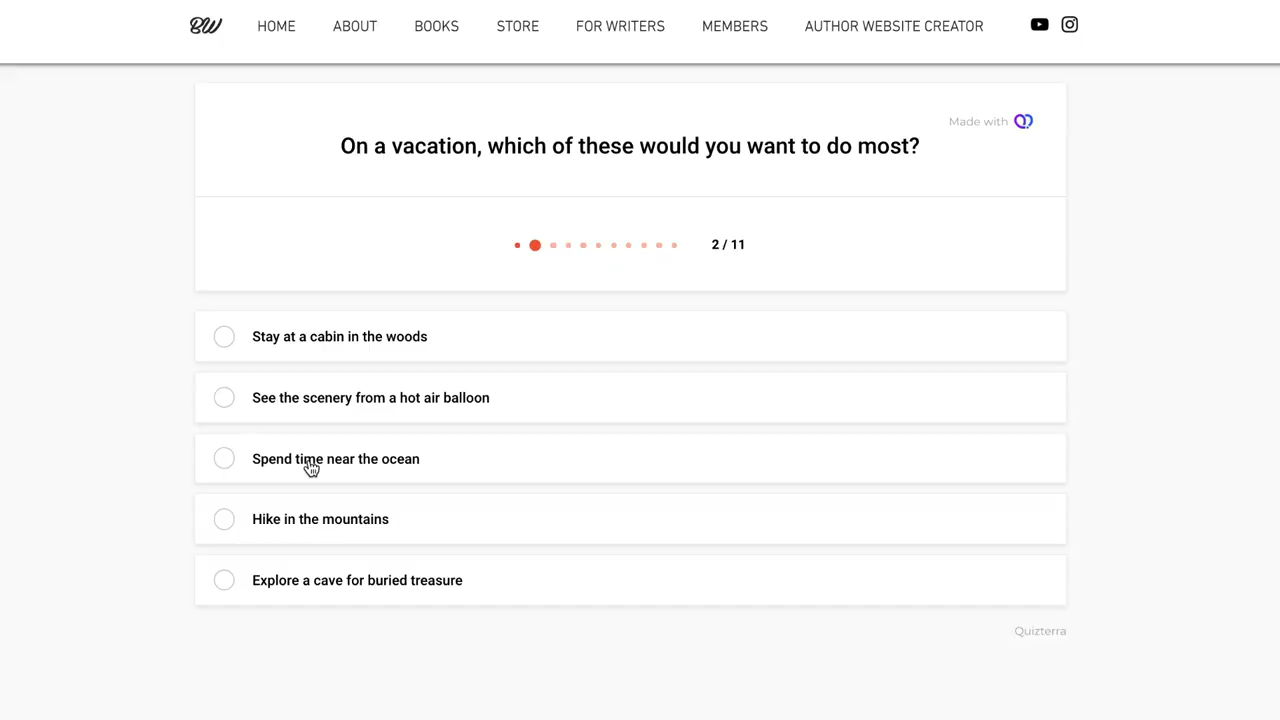 BW HOME ABOUT BOOKS STORE FOR WRITERS MEMBERS AUTHOR WEBSITE CREATOR
Made with
On a vacation, which of these would you want to do most?
2 / 11
Stay at a cabin in the woods
See the scenery from a hot air balloon
Spend time near the ocean
Hike in the mountains
Explore a cave for buried treasure
Quizterra